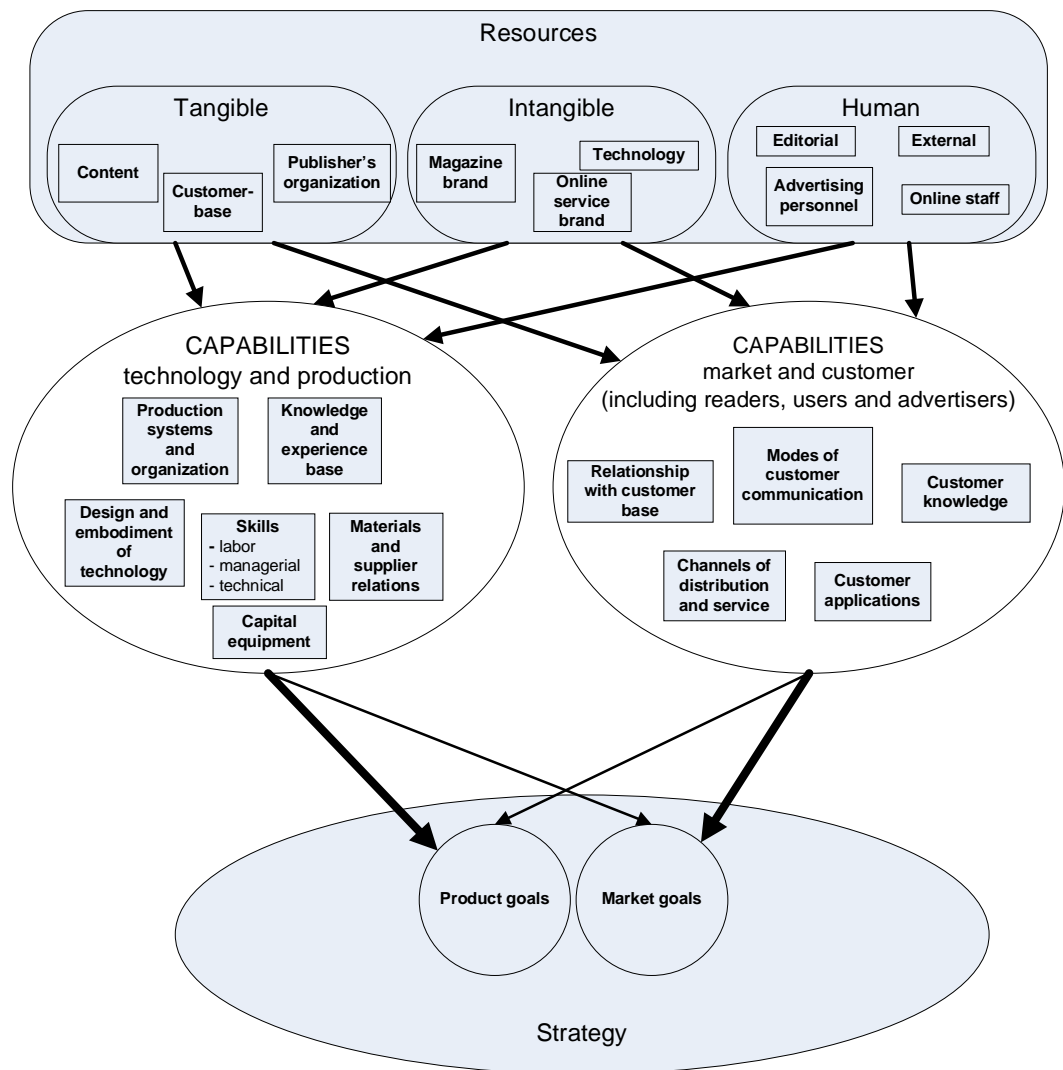 Resources
Tangible
Content
Customer-
base
Publisher's
organization
Intangible
Magazine
brand
Technology
Online
service
brand
Human
Editorial
External
Advertising
personnel
Online staff
CAPABILITIES
technology and production
Production
systems
and
organization
Knowledge
and
experience
base
Design and
embodiment
of
technology
Skills
- labor
- managerial
- technical
Materials
and
supplier
relations
Capital
equipment
CAPABILITIES
market and customer
(including readers, users and advertisers)
Relationship
with customer
base
Modes of
customer
communication
Customer
knowledge
Channels of
distribution
and service
Customer
applications
Product goals
Market goals
Strategy